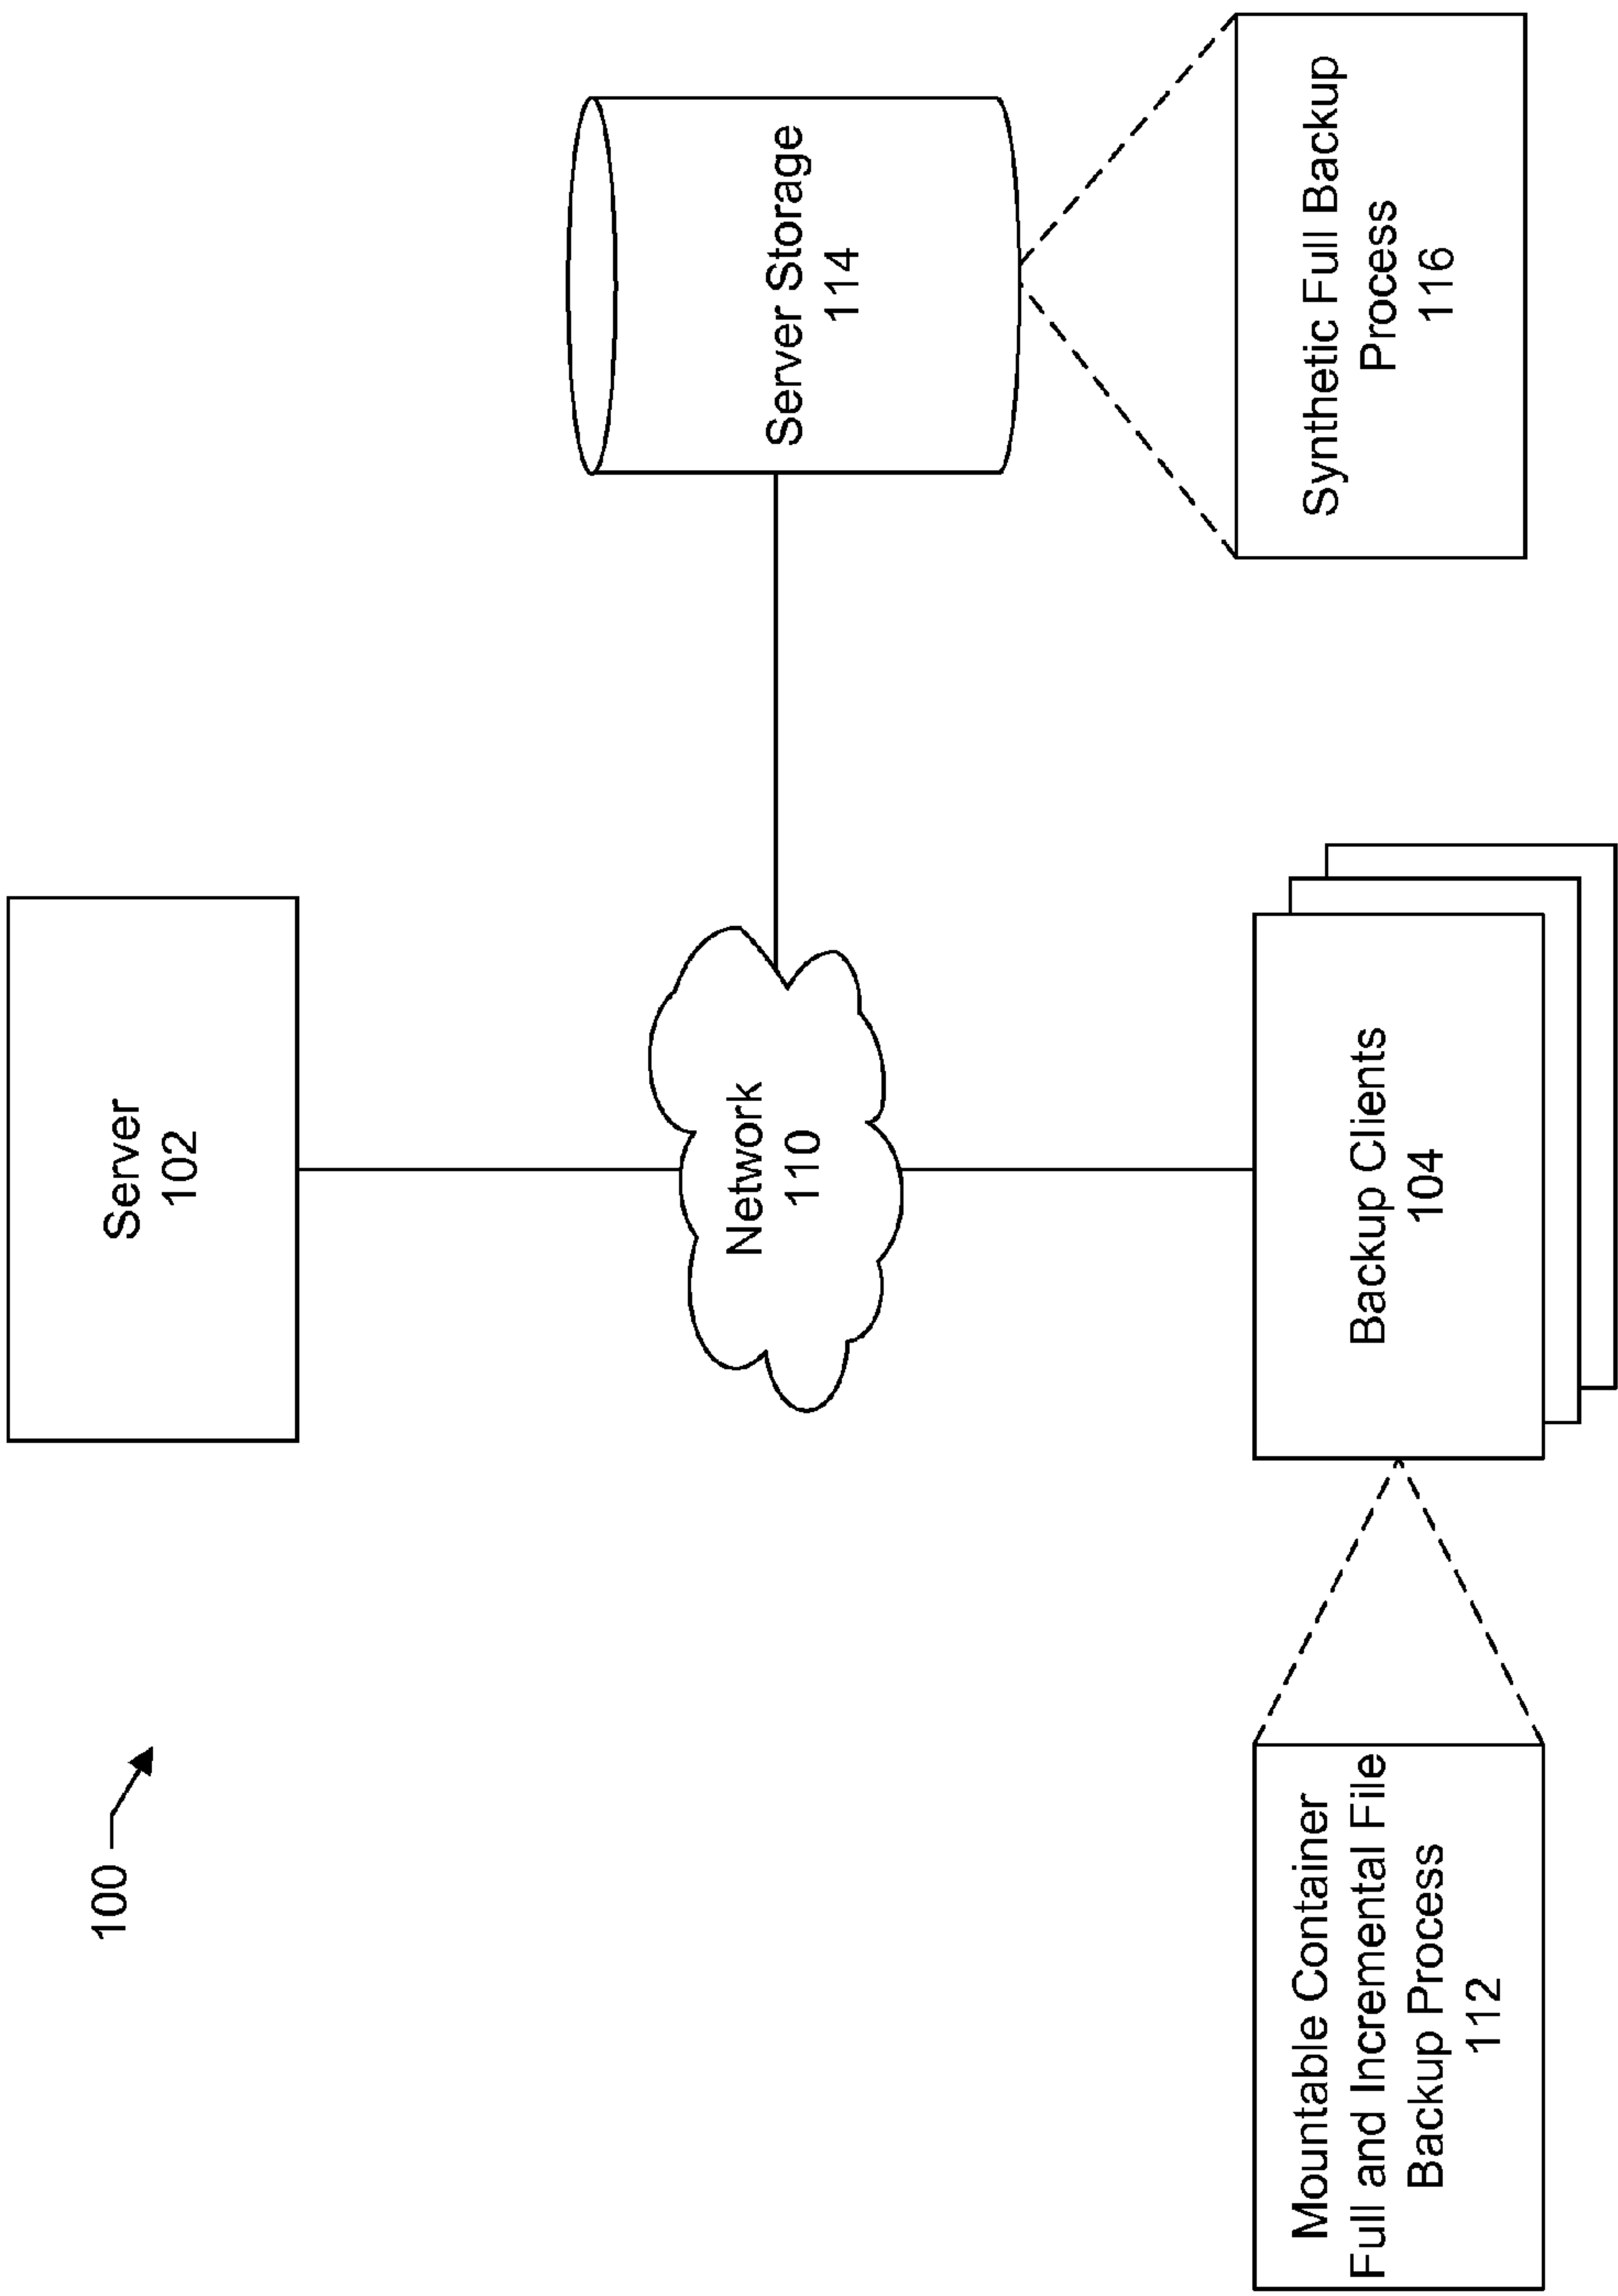 100
Server
102
Network
110
Server Storage
114
Mountable Container
Full and Incremental File
Backup Process
112
Backup Clients
104
Synthetic Full Backup
Process
116